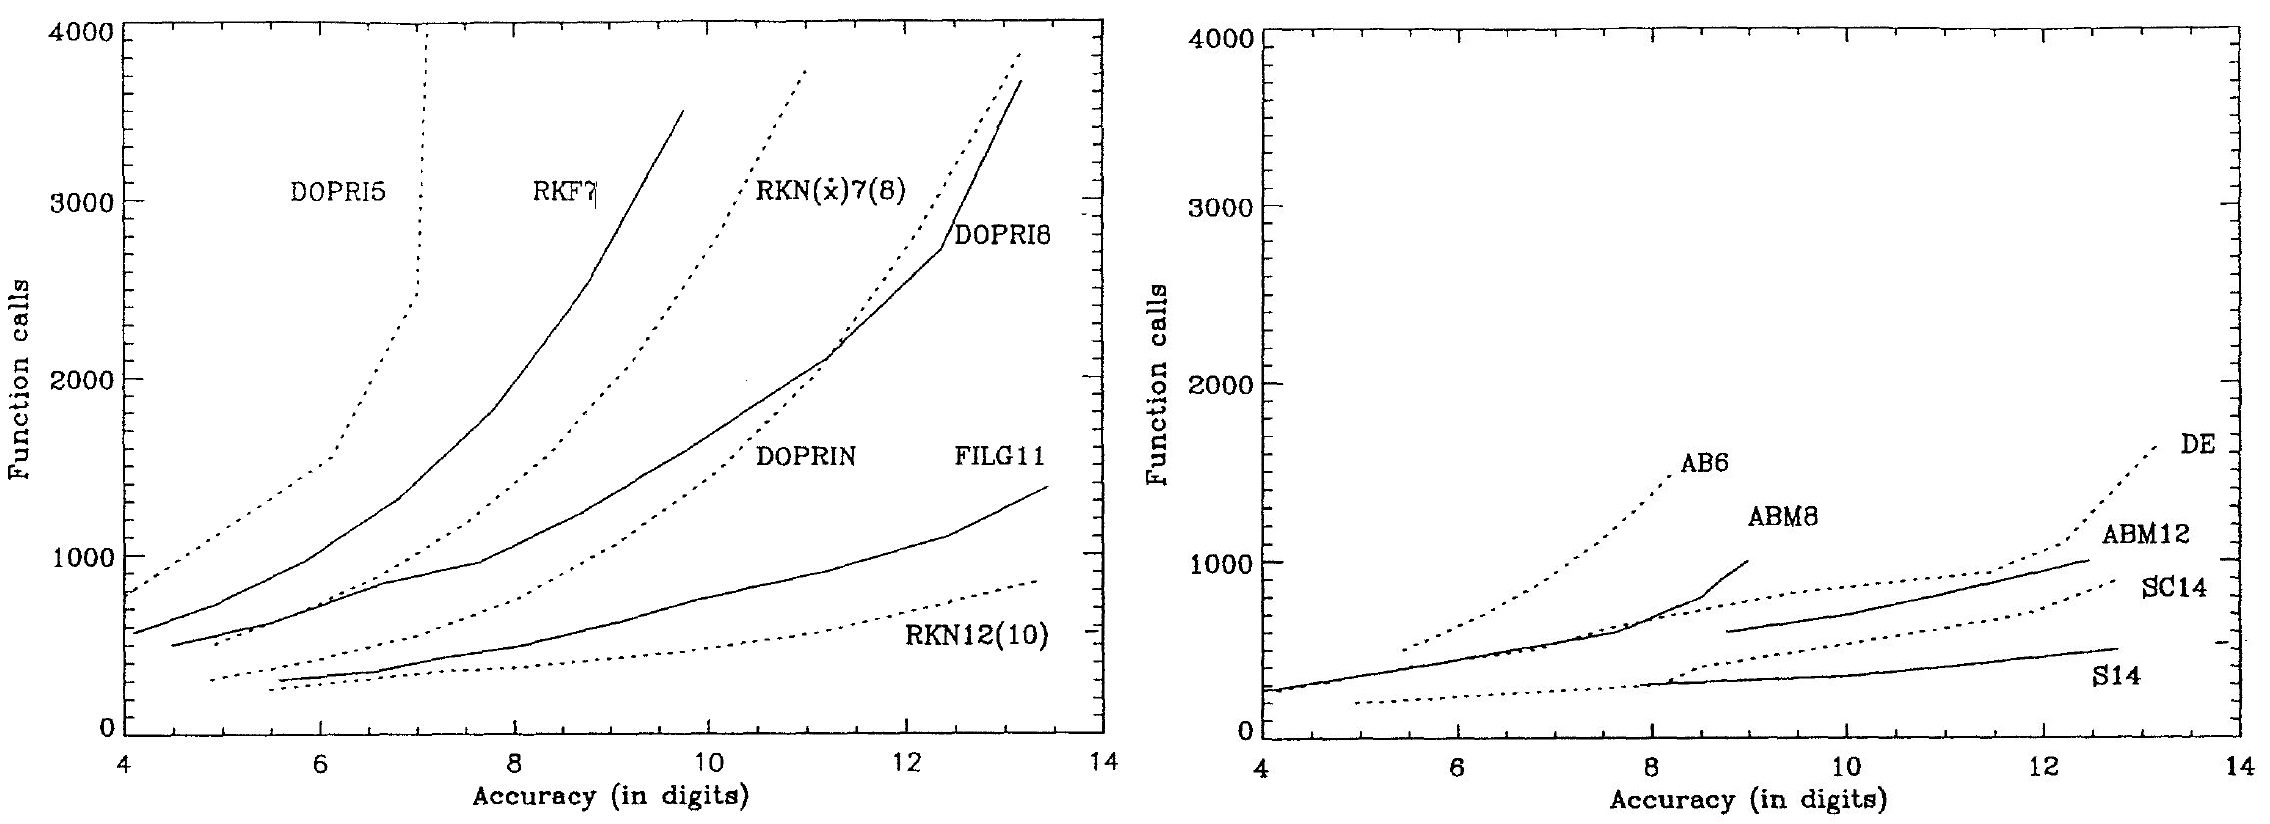 4000
3000
2000
1000
0
Function calls
DOPRI5
RKF7
RKN(ẋ)7(8)
DOPRI8
DOPRIN
FILG11
RKN12(10)
4 6 8 10 12 14
Accuracy (in digits)
4000
3000
2000
1000
0
Function calls
AB6
DE
ABM8
ABM12
SC14
S14
4 6 8 10 12 14
Accuracy (in digits)